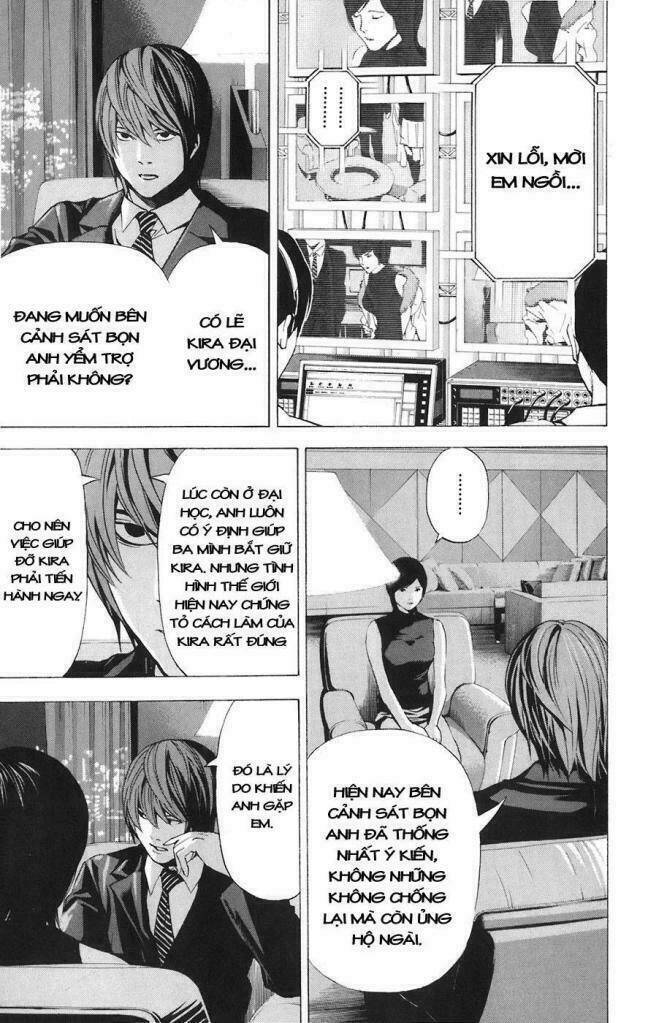 XIN LỖI, MỜI
EM NGỒI...
.......
CÓ LẼ
KIRA ĐẠI
VƯƠNG...
ĐANG MUỐN BÊN
CẢNH SÁT BỌN
ANH YỂM TRỢ
PHẢI KHÔNG?
......
HIỆN NAY BÊN
CẢNH SÁT BỌN
ANH ĐÃ THỐNG
NHẤT Ý KIẾN,
KHÔNG NHỮNG
KHÔNG CHỐNG
LẠI MÀ CÒN ỦNG
HỘ NGÀI.
LÚC CÒN Ở ĐẠI
HỌC, ANH LUÔN
CÓ Ý ĐỊNH GIÚP
BA MÌNH BẮT GIỮ
KIRA. NHƯNG TÌNH
HÌNH THẾ GIỚI
HIỆN NAY CHỨNG
TỎ CÁCH LÀM CỦA
KIRA RẤT ĐÚNG
CHO NÊN
VIỆC GIÚP
ĐỠ KIRA
PHẢI TIẾN
HÀNH NGAY.
ĐÓ LÀ LÝ
DO KHIẾN
ANH GẶP
EM.